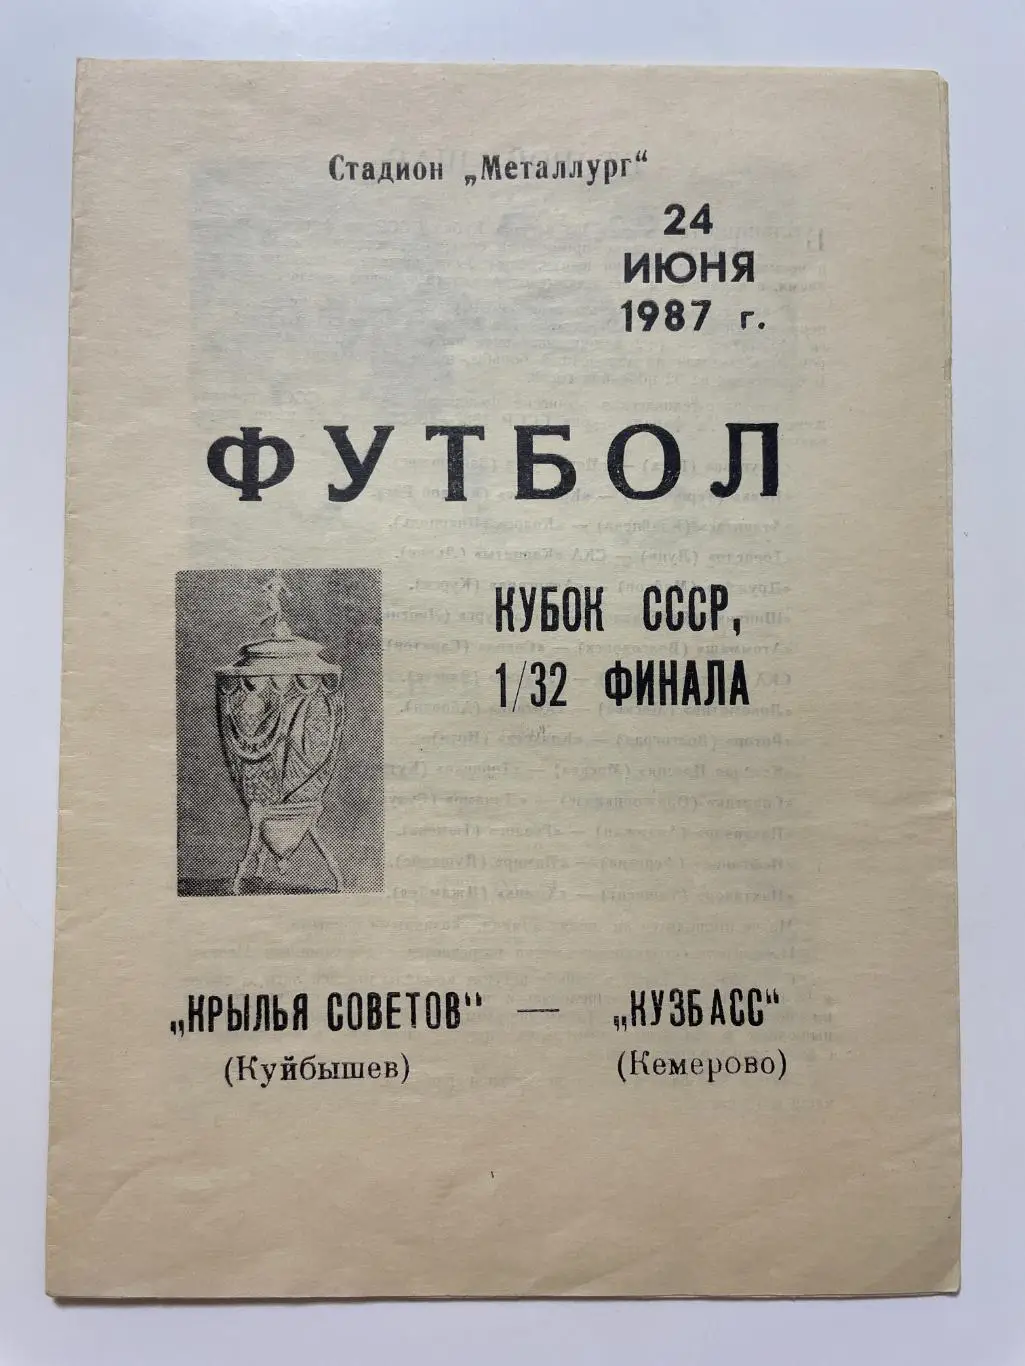 Стадион „Металлург“
24
ИЮНЯ
1987 г.
ФУТБОЛ
КУБОК СССР,
1/32 ФИНАЛА
„КРЫЛЬЯ СОВЕТОВ“ — „КУЗБАСС“
(Куйбышев) (Кемерово)